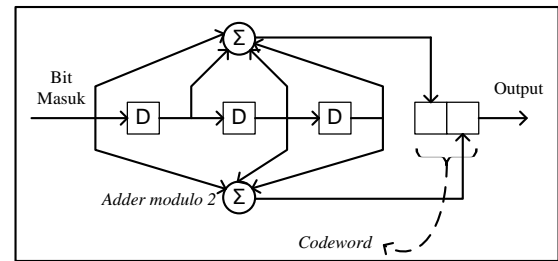 Σ
Bit
Masuk
D
D
D
Output
Adder modulo 2
Σ
Codeword